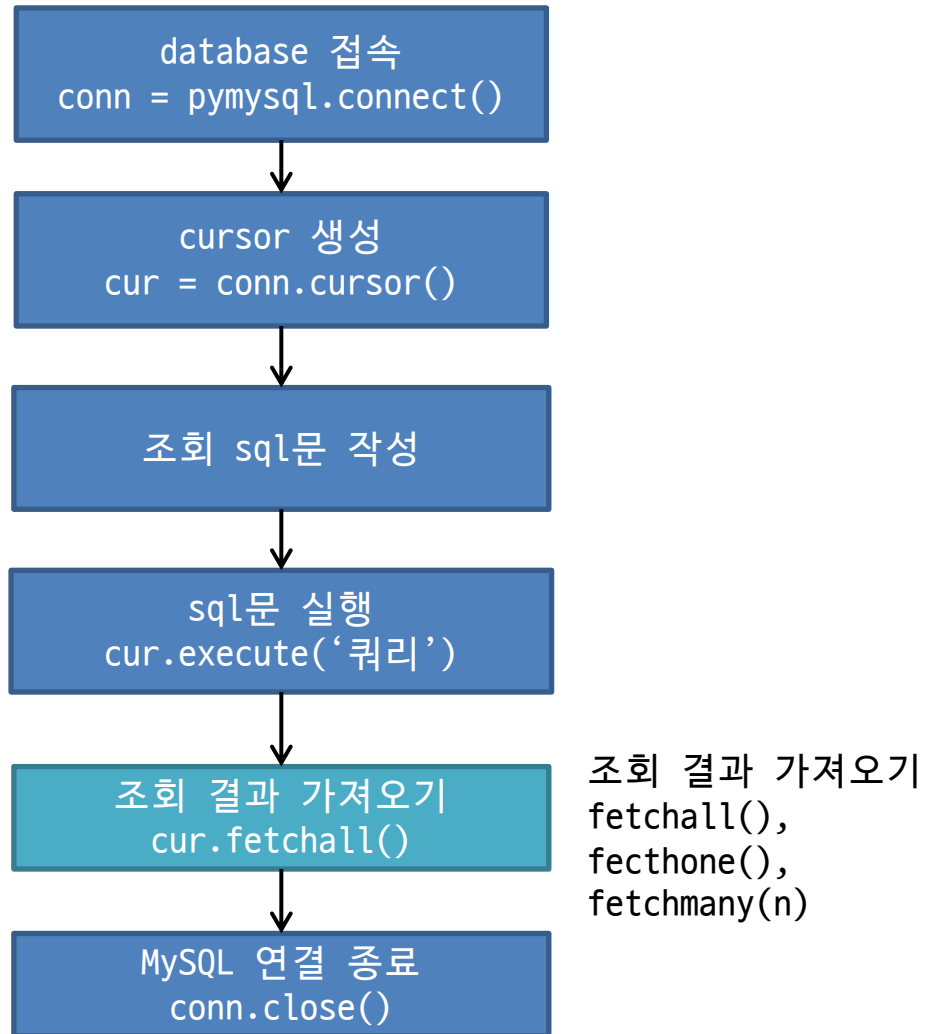 database 접속
conn = pymysql.connect()
cursor 생성
cur = conn.cursor()
조회 sql문 작성
sql문 실행
cur.execute(‘쿼리’)
조회 결과 가져오기
cur.fetchall()
조회 결과 가져오기
fetchall(),
fecthone(),
fetchmany(n)
MySQL 연결 종료
conn.close()